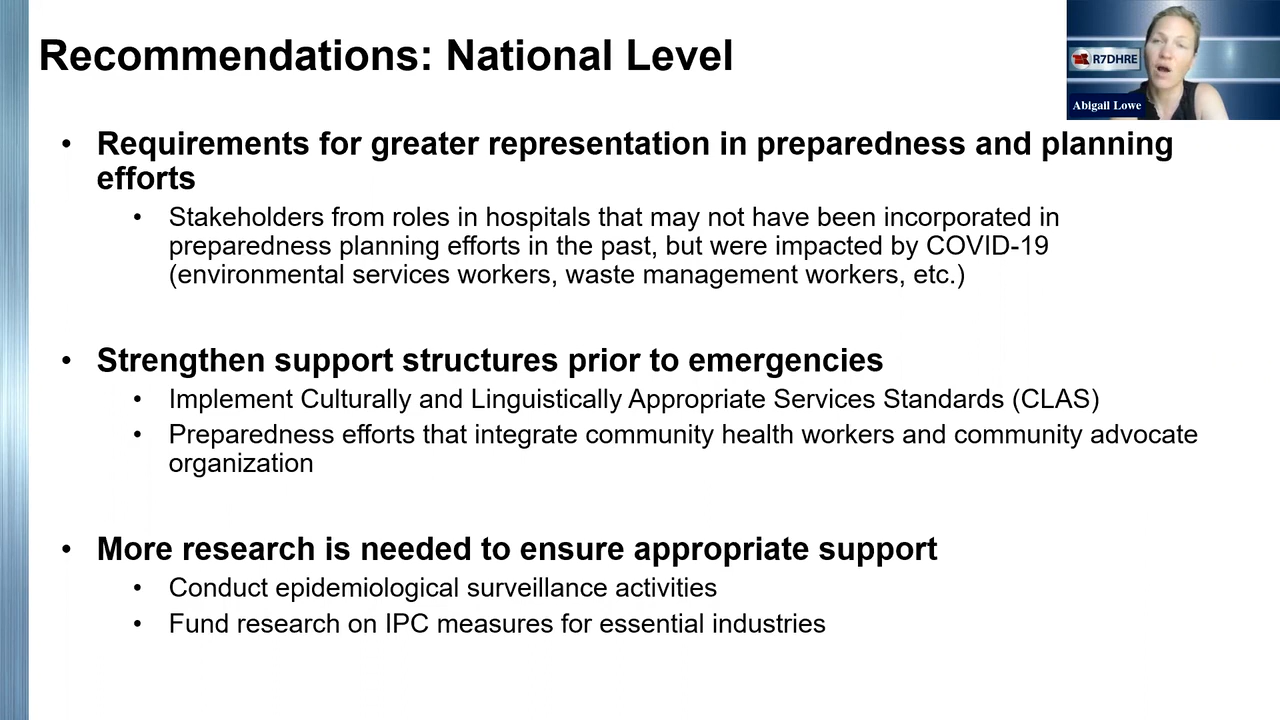 Recommendations: National Level
R7DHRE
Abigail Lowe
• Requirements for greater representation in preparedness and planning
efforts
• Stakeholders from roles in hospitals that may not have been incorporated in
preparedness planning efforts in the past, but were impacted by COVID-19
(environmental services workers, waste management workers, etc.)
• Strengthen support structures prior to emergencies
• Implement Culturally and Linguistically Appropriate Services Standards (CLAS)
• Preparedness efforts that integrate community health workers and community advocate
organization
• More research is needed to ensure appropriate support
• Conduct epidemiological surveillance activities
• Fund research on IPC measures for essential industries